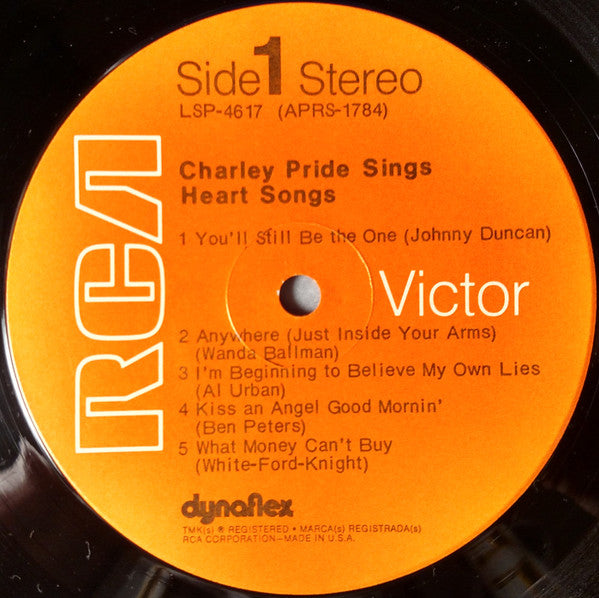 Side 1 Stereo
LSP-4617 (APRS-1784)
Charley Pride Sings
Heart Songs
1 You'll Still Be the One (Johnny Duncan)
RCA
Victor
2 Anywhere (Just Inside Your Arms)
(Wanda Ballman)
3 I'm Beginning to Believe My Own Lies
(Al Urban)
4 Kiss an Angel Good Mornin'
(Ben Peters)
5 What Money Can't Buy
(White-Ford-Knight)
dynaflex
TMK(s) ® REGISTERED • MARCA(s) REGISTRADA(s)
RCA CORPORATION—MADE IN U.S.A.